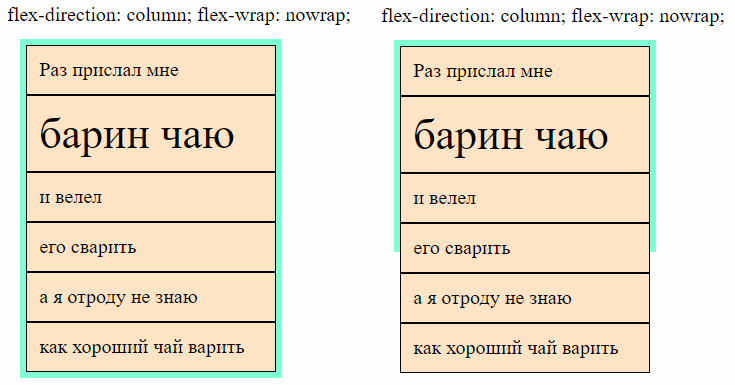 flex-direction: column; flex-wrap: nowrap;
Раз прислал мне
барин чаю
и велел
его сварить
а я отроду не знаю
как хороший чай варить
flex-direction: column; flex-wrap: nowrap;
Раз прислал мне
барин чаю
и велел
его сварить
а я отроду не знаю
как хороший чай варить